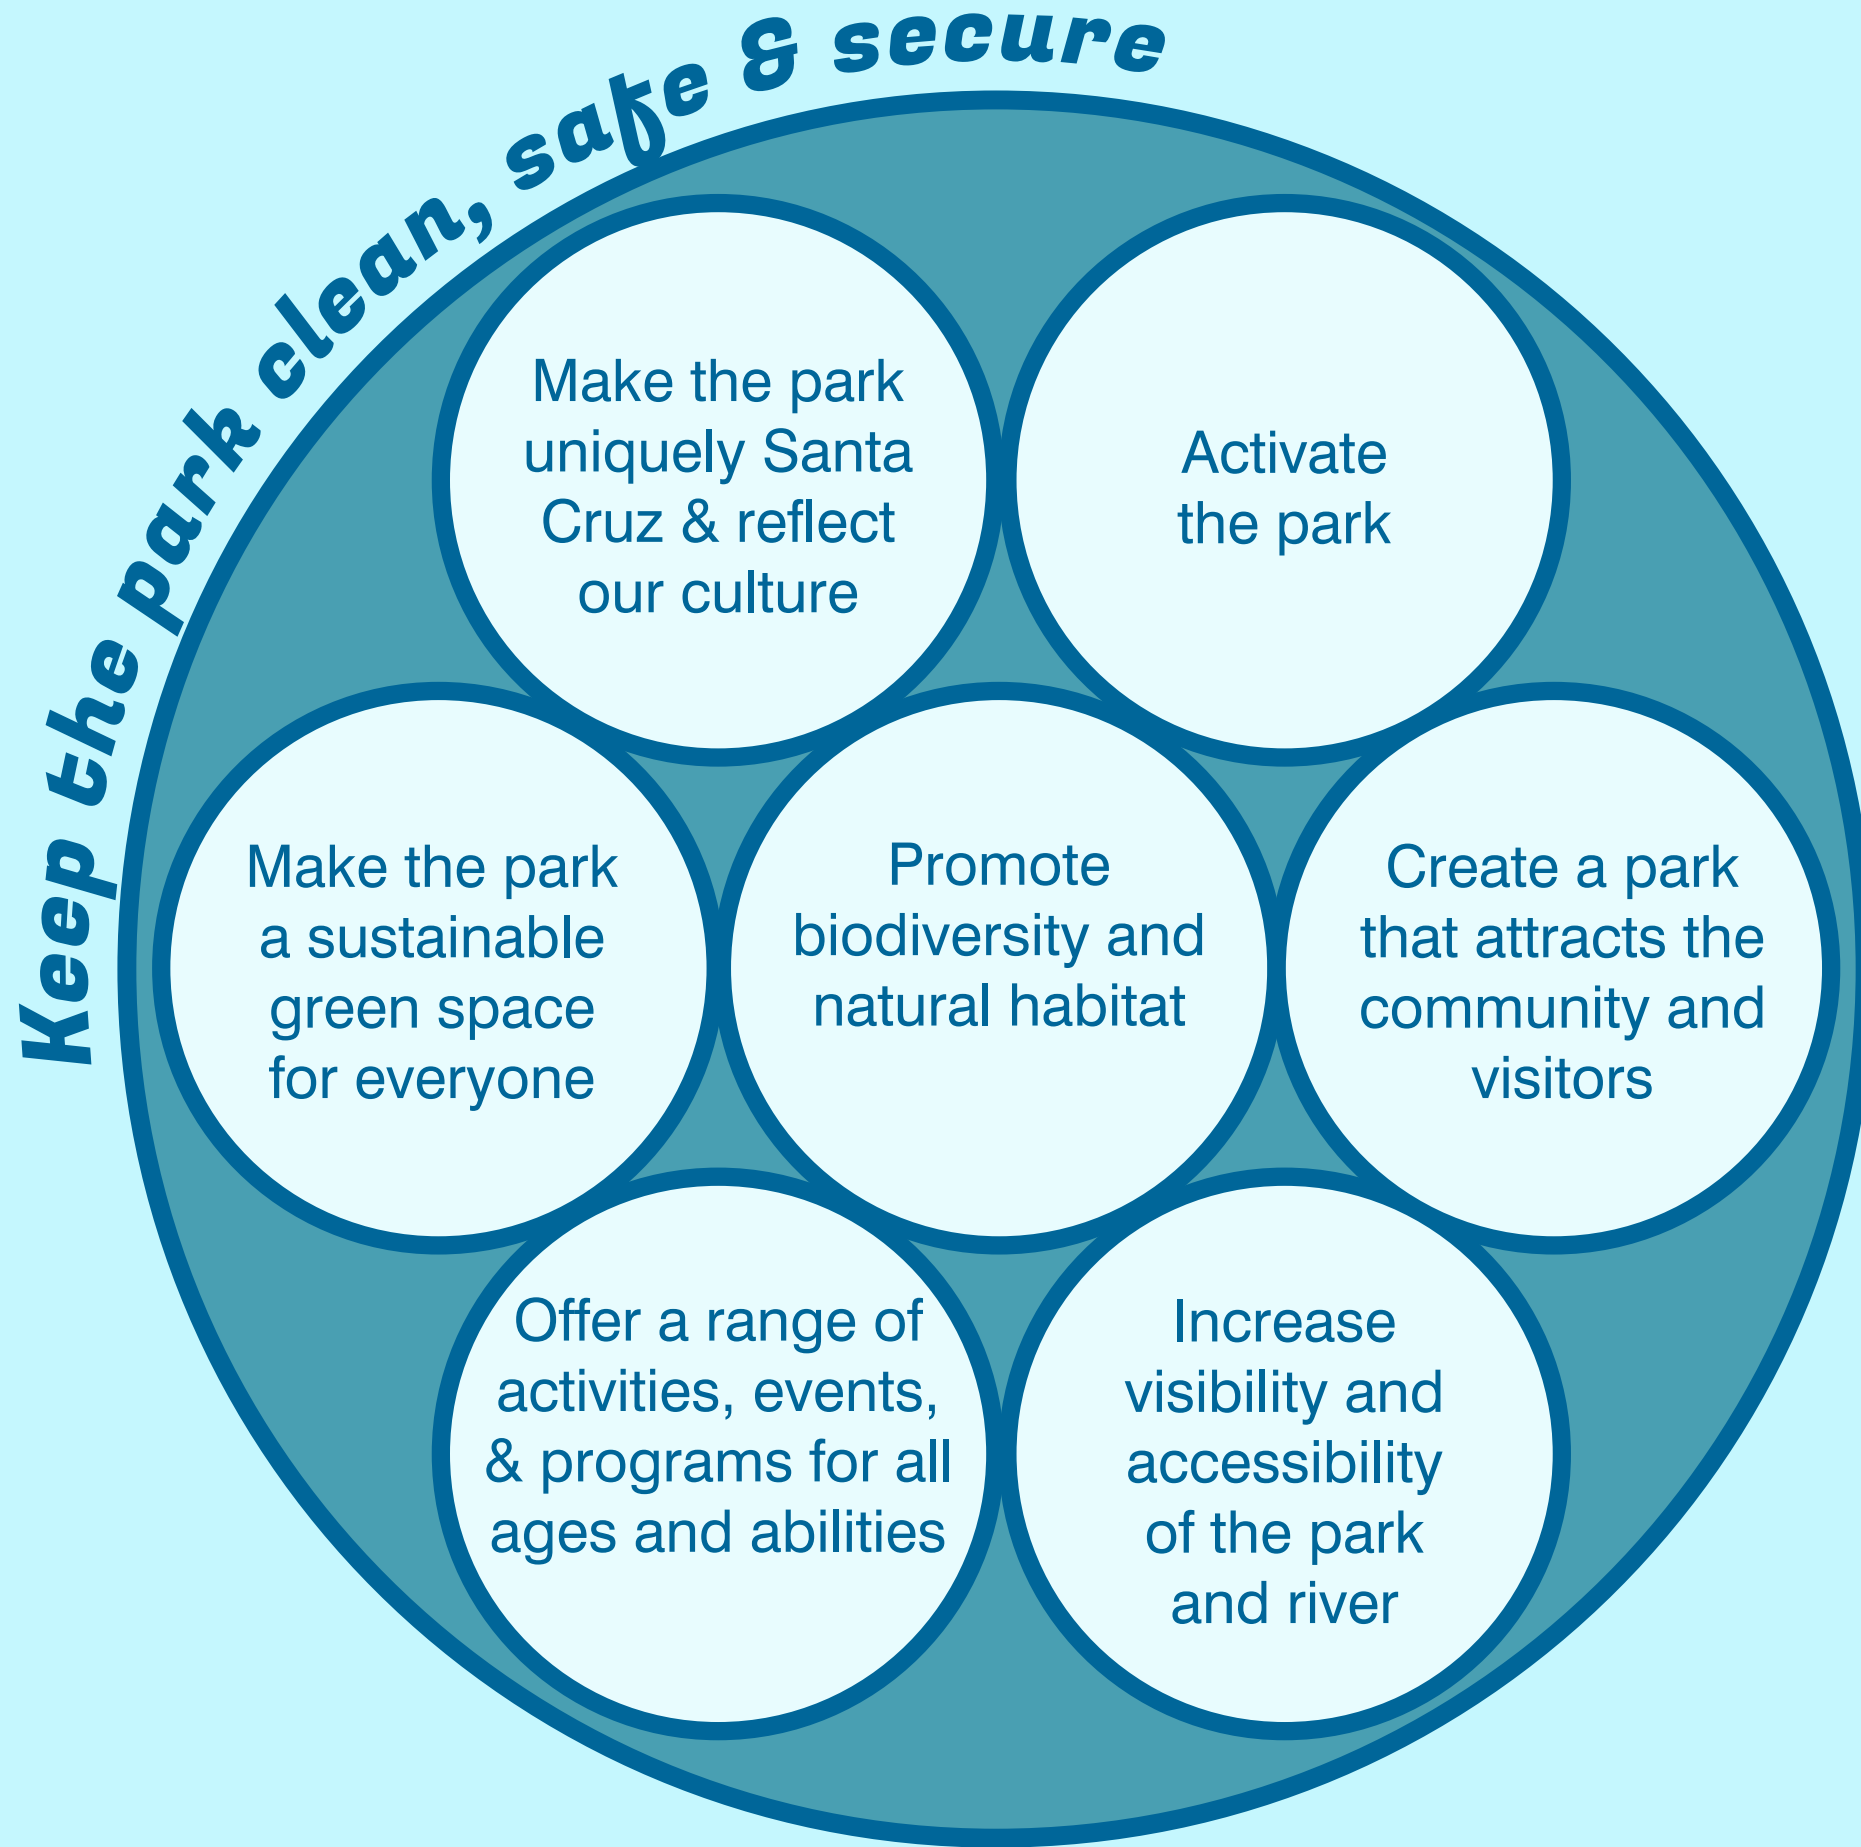 Keep the park clean, safe & secure
Make the park
uniquely Santa
Cruz & reflect
our culture
Activate
the park
Make the park
a sustainable
green space
for everyone
Promote
biodiversity and
natural habitat
Create a park
that attracts the
community and
visitors
Offer a range of
activities, events,
& programs for all
ages and abilities
Increase
visibility and
accessibility
of the park
and river